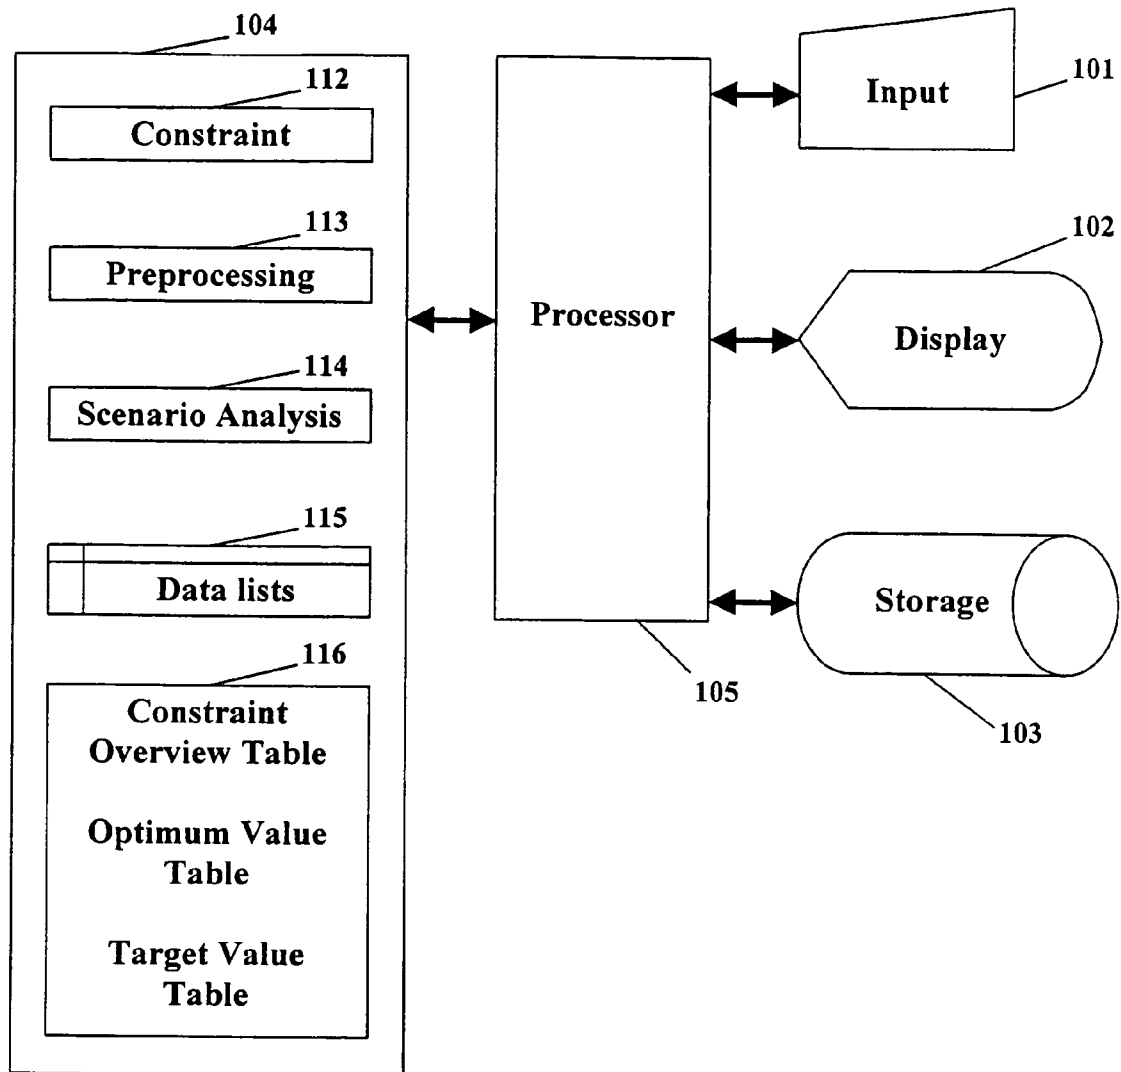 104
112
Constraint
113
Preprocessing
114
Scenario Analysis
115
Data lists
116
Constraint
Overview Table
Optimum Value
Table
Target Value
Table
Processor
105
Input
101
102
Display
Storage
103